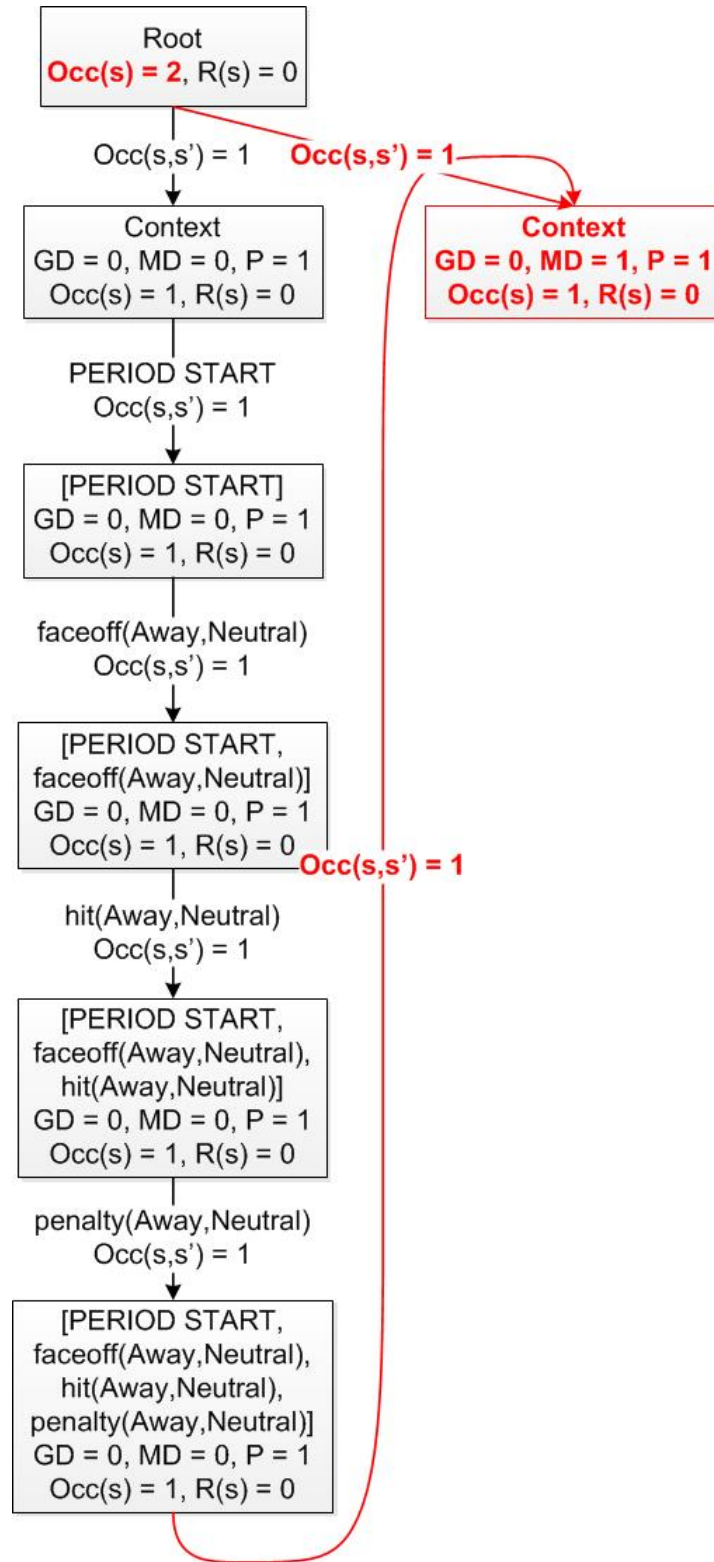 Root
Occ(s) = 2, R(s) = 0
Occ(s,s’) = 1
Occ(s,s’) = 1
Context
GD = 0, MD = 0, P = 1
Occ(s) = 1, R(s) = 0
Context
GD = 0, MD = 1, P = 1
Occ(s) = 1, R(s) = 0
PERIOD START
Occ(s,s’) = 1
[PERIOD START]
GD = 0, MD = 0, P = 1
Occ(s) = 1, R(s) = 0
faceoff(Away,Neutral)
Occ(s,s’) = 1
[PERIOD START,
faceoff(Away,Neutral)]
GD = 0, MD = 0, P = 1
Occ(s) = 1, R(s) = 0
Occ(s,s’) = 1
hit(Away,Neutral)
Occ(s,s’) = 1
[PERIOD START,
faceoff(Away,Neutral),
hit(Away,Neutral)]
GD = 0, MD = 0, P = 1
Occ(s) = 1, R(s) = 0
penalty(Away,Neutral)
Occ(s,s’) = 1
[PERIOD START,
faceoff(Away,Neutral),
hit(Away,Neutral),
penalty(Away,Neutral)]
GD = 0, MD = 0, P = 1
Occ(s) = 1, R(s) = 0